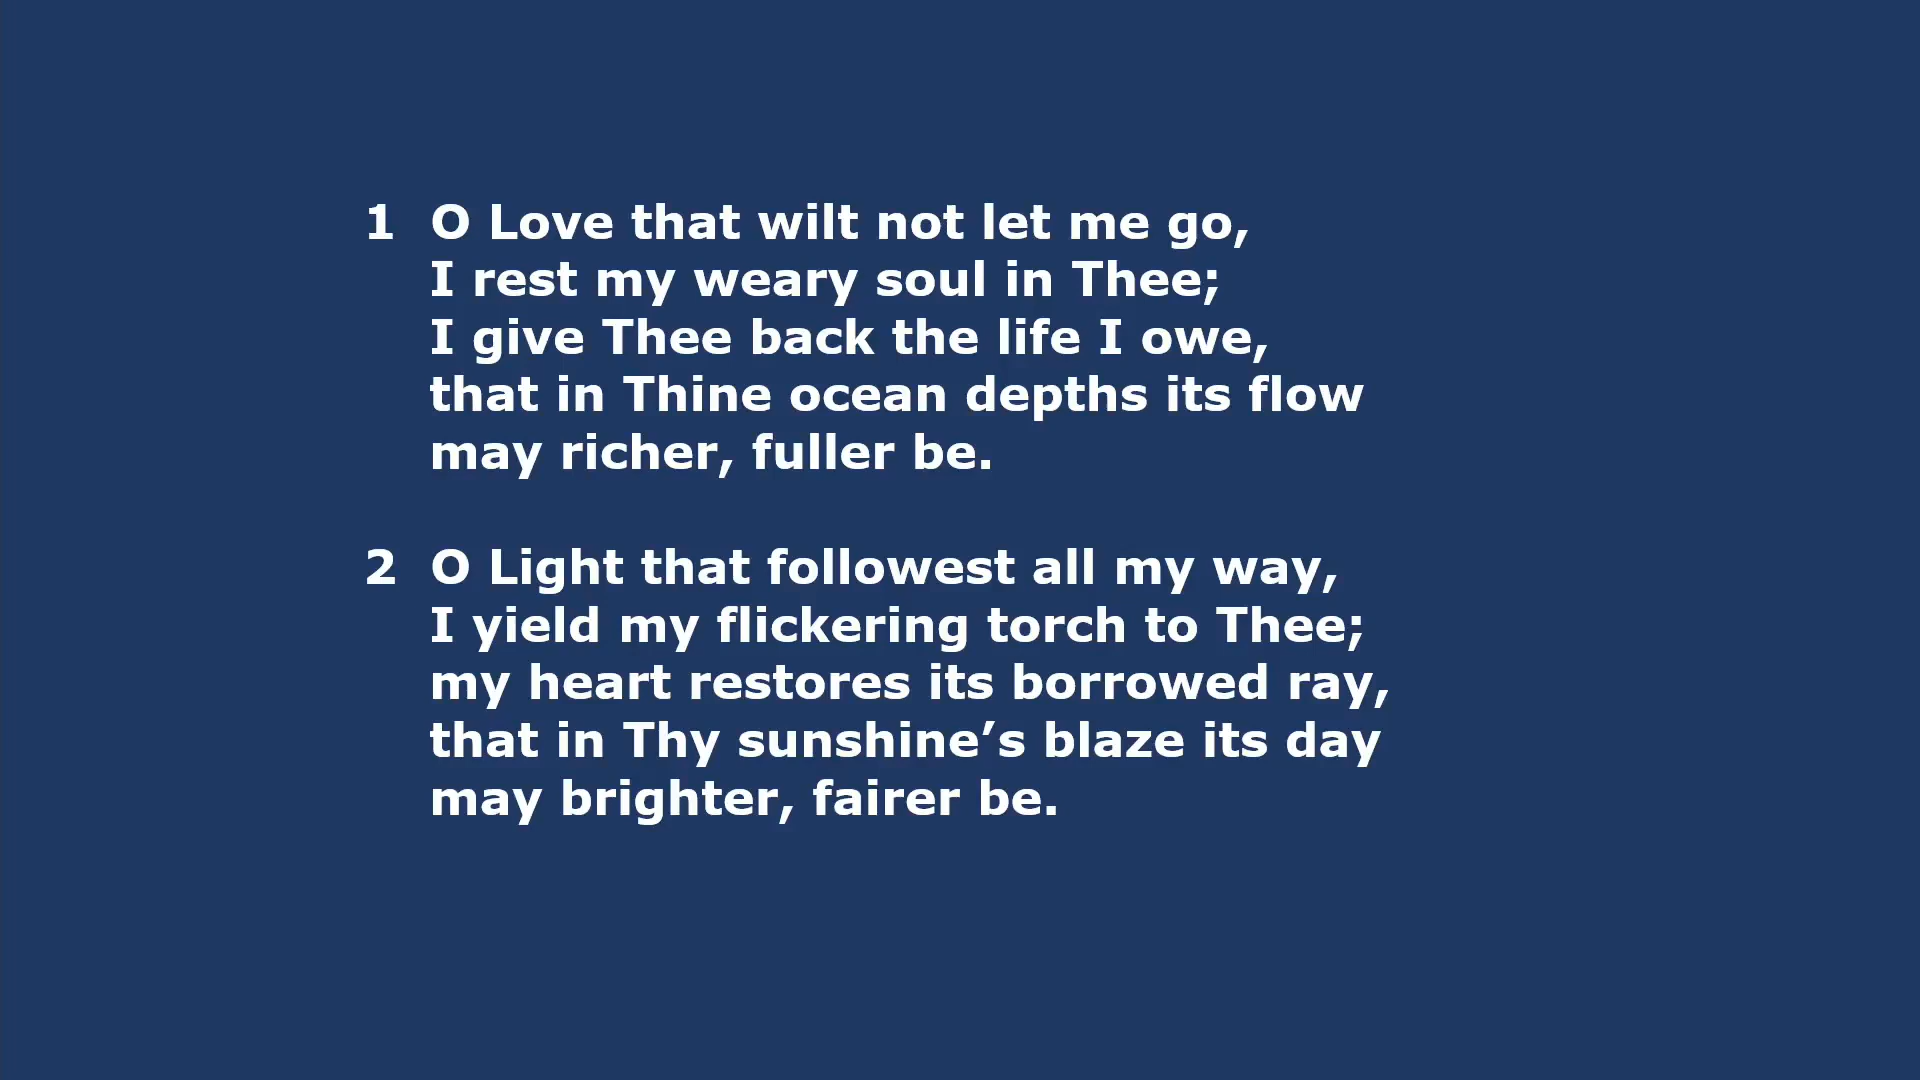 1 O Love that wilt not let me go,
I rest my weary soul in Thee;
I give Thee back the life I owe,
that in Thine ocean depths its flow
may richer, fuller be.
2 O Light that followest all my way,
I yield my flickering torch to Thee;
my heart restores its borrowed ray,
that in Thy sunshine’s blaze its day
may brighter, fairer be.